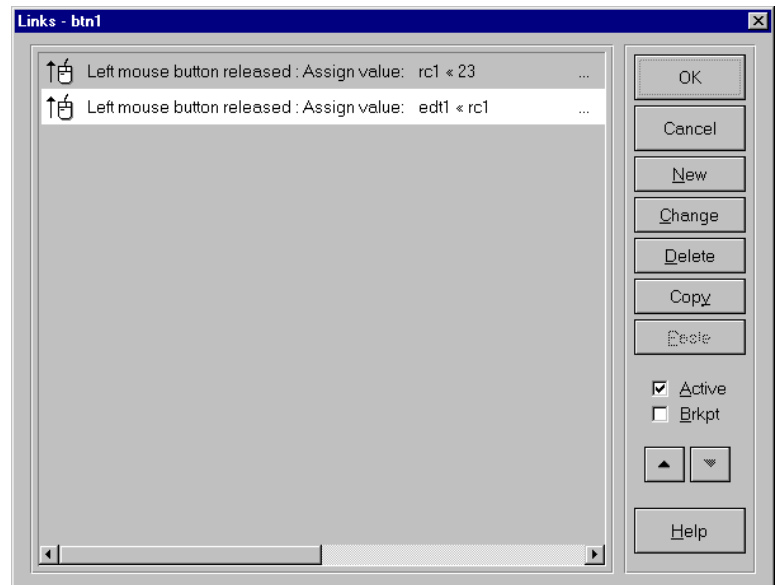 Links - btn1
Left mouse button released : Assign value: rc1 « 23 ...
Left mouse button released : Assign value: edt1 « rc1 ...
OK
Cancel
New
Change
Delete
Copy
Paste
Active
Brkpt
Help